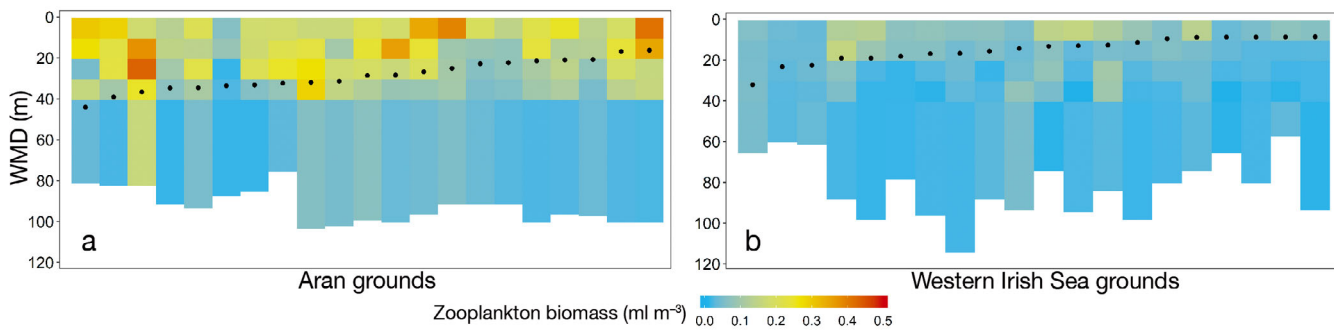 0
20
40
60
80
100
120
WMD (m)
a
Aran grounds
0
20
40
60
80
100
120
b
Western Irish Sea grounds
Zooplankton biomass (ml m⁻³)
0.0 0.1 0.2 0.3 0.4 0.5